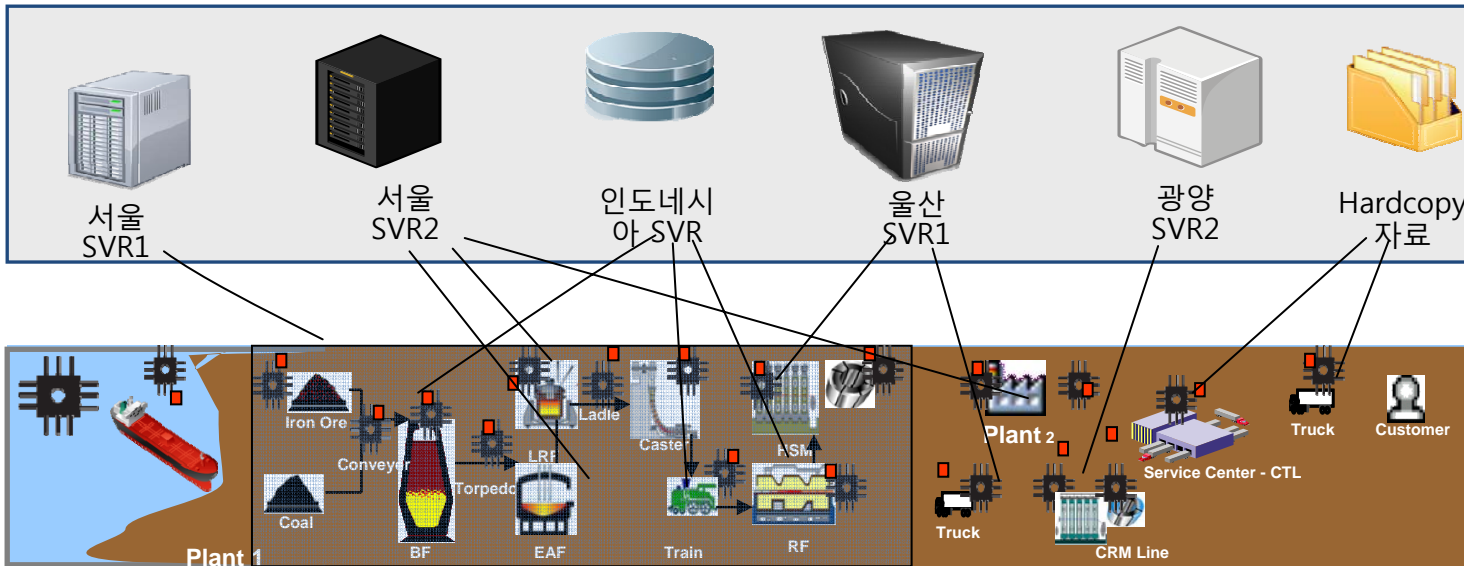 서울
SVR1
서울
SVR2
인도네시
아 SVR
울산
SVR1
광양
SVR2
Hardcopy
자료
Iron Ore
Conveyer
Coal
Plant 1
BF
Torpedo
LRF
EAF
Ladle
Caster
Train
HSM
RF
Plant 2
Truck
CRM Line
Service Center - CTL
Truck
Customer